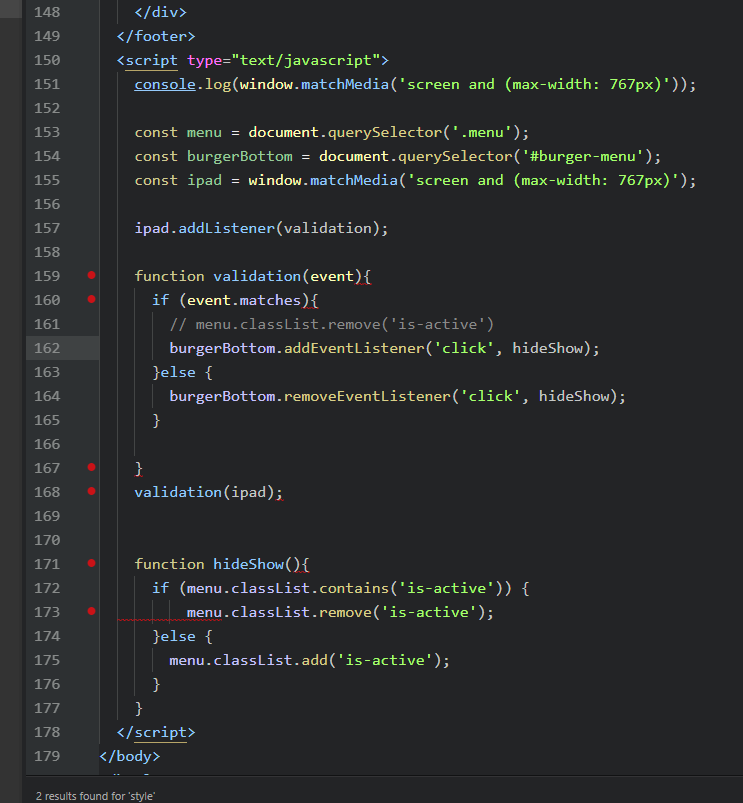 148 </div>
149 </footer>
150 <script type="text/javascript">
151 console.log(window.matchMedia('screen and (max-width: 767px)'));
152
153 const menu = document.querySelector('.menu');
154 const burgerBottom = document.querySelector('#burger-menu');
155 const ipad = window.matchMedia('screen and (max-width: 767px)');
156
157 ipad.addListener(validation);
158
159 function validation(event){
160 if (event.matches){
161 // menu.classList.remove('is-active')
162 burgerBottom.addEventListener('click', hideShow);
163 }else {
164 burgerBottom.removeEventListener('click', hideShow);
165 }
166
167 }
168 validation(ipad);
169
170
171 function hideShow(){
172 if (menu.classList.contains('is-active')) {
173 menu.classList.remove('is-active');
174 }else {
175 menu.classList.add('is-active');
176 }
177 }
178 </script>
179 </body>
2 results found for 'style'